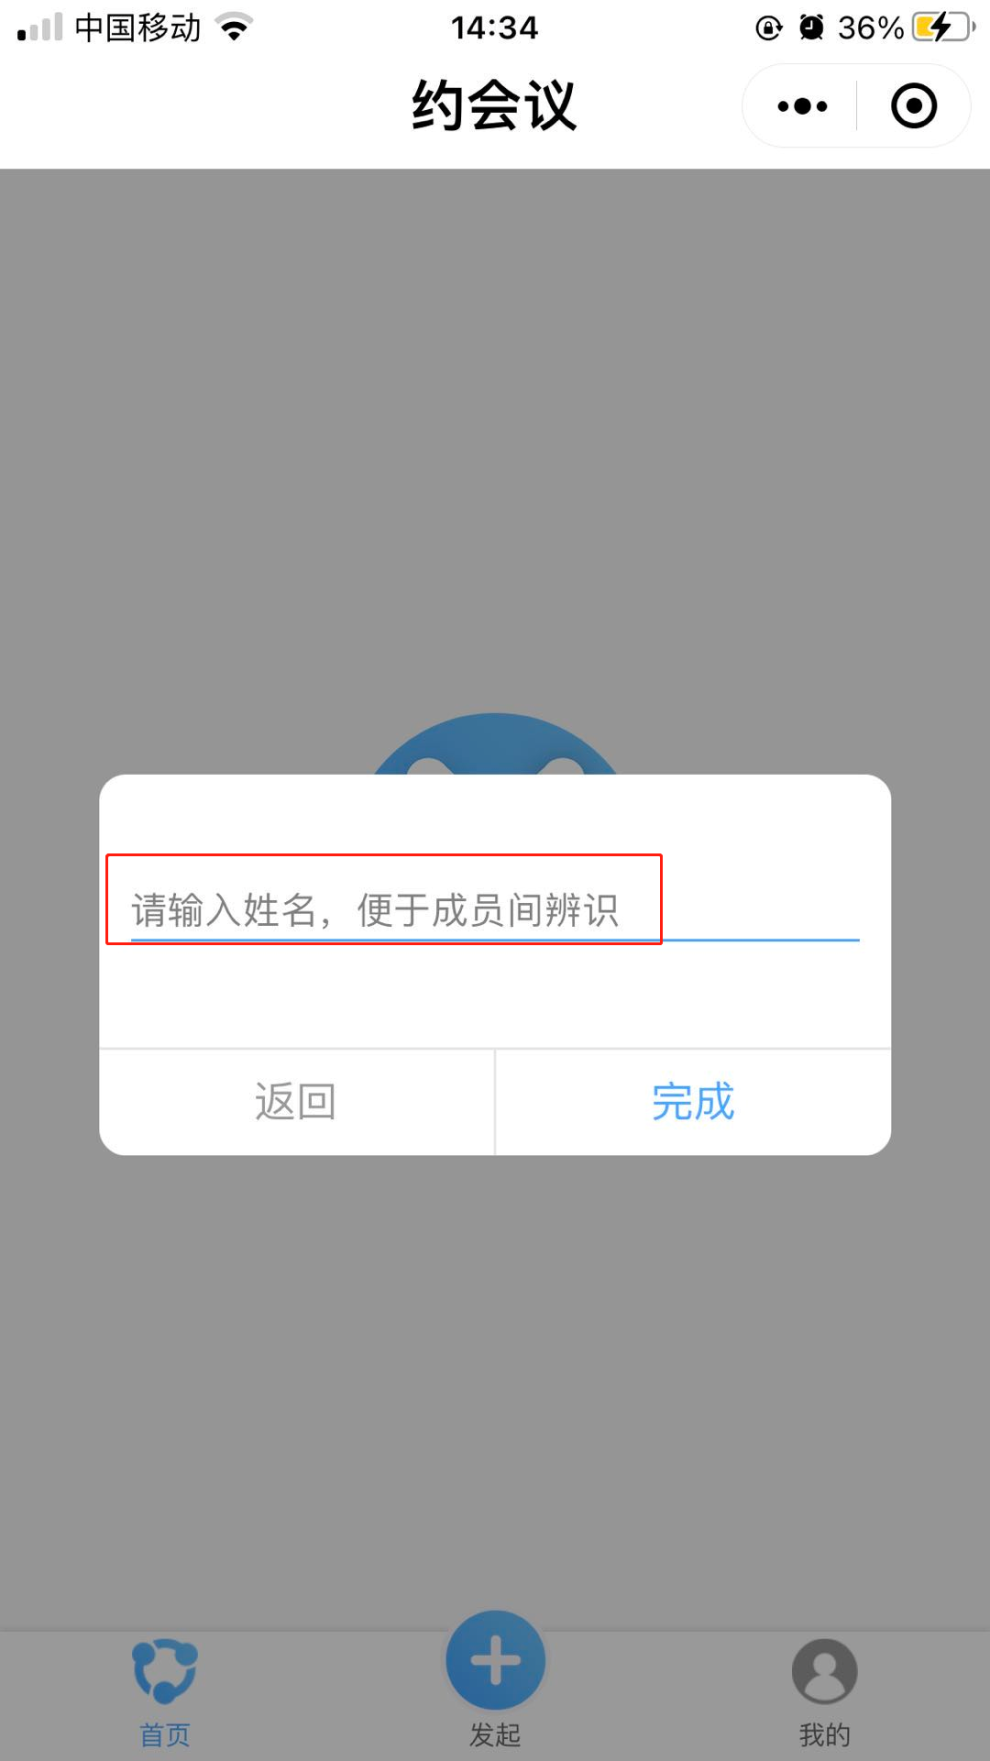 中国移动 14:34 36%
约会议
请输入姓名，便于成员间辨识
返回 完成
首页 发起 我的